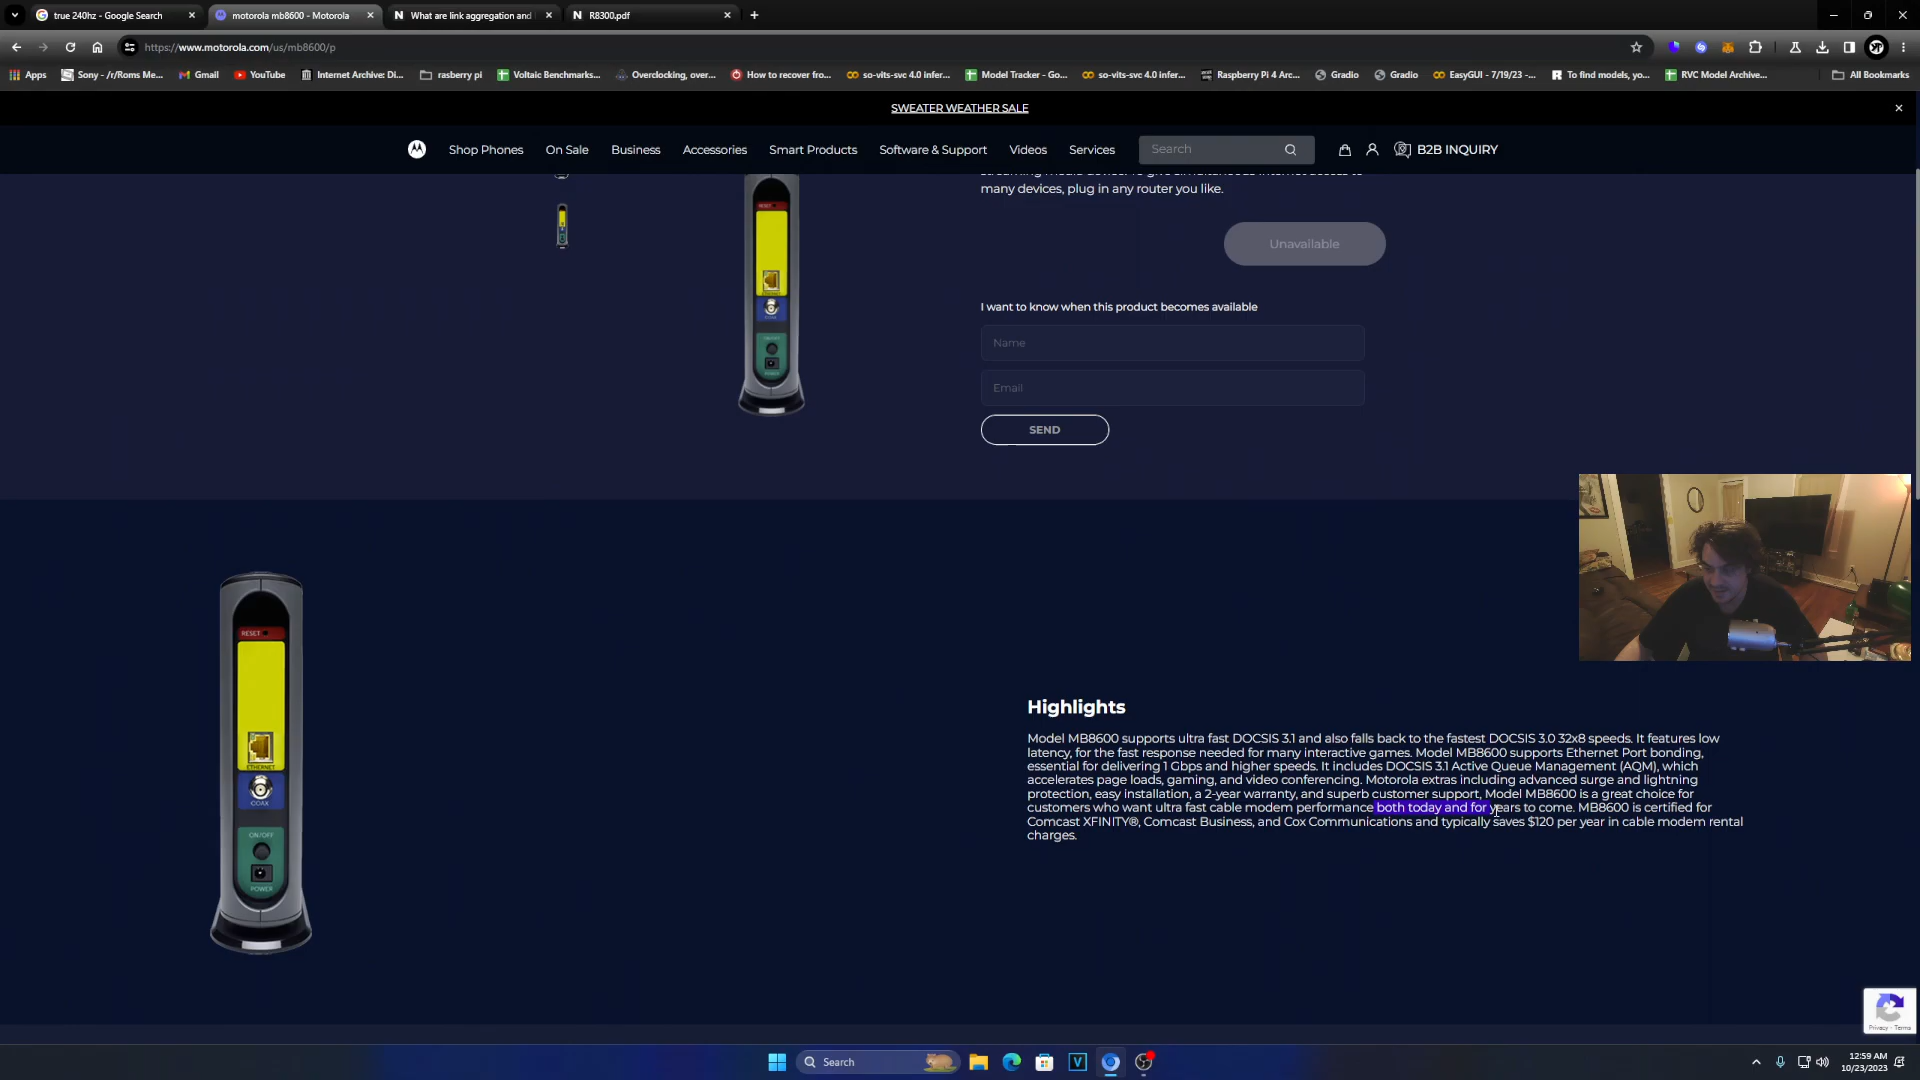 true 240hz - Google Search
motorola mb8600 - Motorola
What are link aggregation and
R8300.pdf
https://www.motorola.com/us/mb8600/p
Apps
Sony - /r/Roms Me...
Gmail
YouTube
Internet Archive: Di...
rasberry pi
Voltaic Benchmarks...
Overclocking, over...
How to recover fro...
so-vits-svc 4.0 infer...
Model Tracker - Go...
so-vits-svc 4.0 infer...
Raspberry Pi 4 Arc...
Gradio
Gradio
EasyGUI - 7/19/23 -...
To find models, yo...
RVC Model Archive...
All Bookmarks
SWEATER WEATHER SALE
Shop Phones
On Sale
Business
Accessories
Smart Products
Software & Support
Videos
Services
Search
B2B INQUIRY
many devices, plug in any router you like.
Unavailable
I want to know when this product becomes available
Name
Email
SEND
RESET
ETHERNET
COAX
ON/OFF
POWER
Highlights
Model MB8600 supports ultra fast DOCSIS 3.1 and also falls back to the fastest DOCSIS 3.0 32x8 speeds. It features low
latency, for the fast response needed for many interactive games. Model MB8600 supports Ethernet Port bonding,
essential for delivering 1 Gbps and higher speeds. It includes DOCSIS 3.1 Active Queue Management (AQM), which
accelerates page loads, gaming, and video conferencing. Motorola extras including advanced surge and lightning
protection, easy installation, a 2-year warranty, and superb customer support, Model MB8600 is a great choice for
customers who want ultra fast cable modem performance both today and for years to come. MB8600 is certified for
Comcast XFINITY®, Comcast Business, and Cox Communications and typically saves $120 per year in cable modem rental
charges.
Privacy - Terms
Search
12:59 AM
10/23/2023